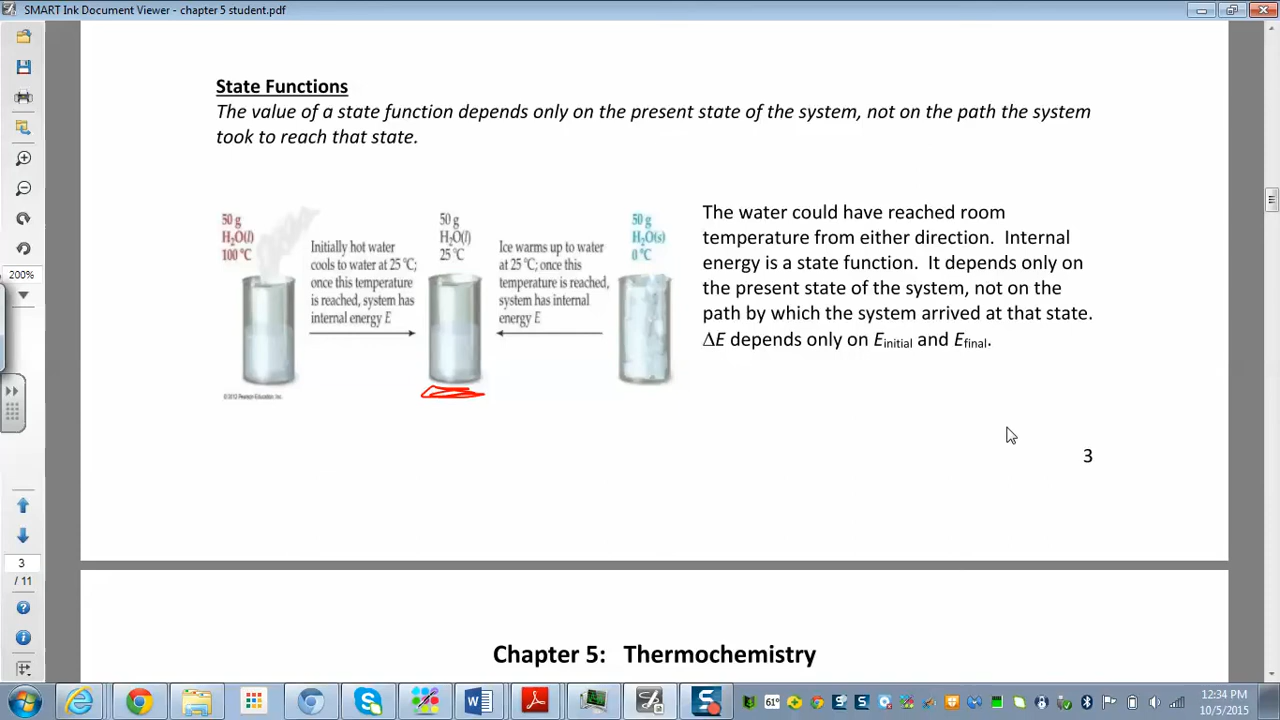 SMART Ink Document Viewer - chapter 5 student.pdf
State Functions
The value of a state function depends only on the present state of the system, not on the path the system
took to reach that state.
50 g
H₂O(l)
100 °C
Initially hot water
cools to water at 25 °C;
once this temperature
is reached, system has
internal energy E
50 g
H₂O(l)
25 °C
Ice warms up to water
at 25 °C; once this
temperature is reached,
system has internal
energy E
50 g
H₂O(s)
0 °C
© 2012 Pearson Education, Inc.
The water could have reached room
temperature from either direction.  Internal
energy is a state function.  It depends only on
the present state of the system, not on the
path by which the system arrived at that state.
ΔE depends only on Einitial and Efinal.
3
Chapter 5:   Thermochemistry
200%
3
/ 11
61°
12:34 PM
10/5/2015